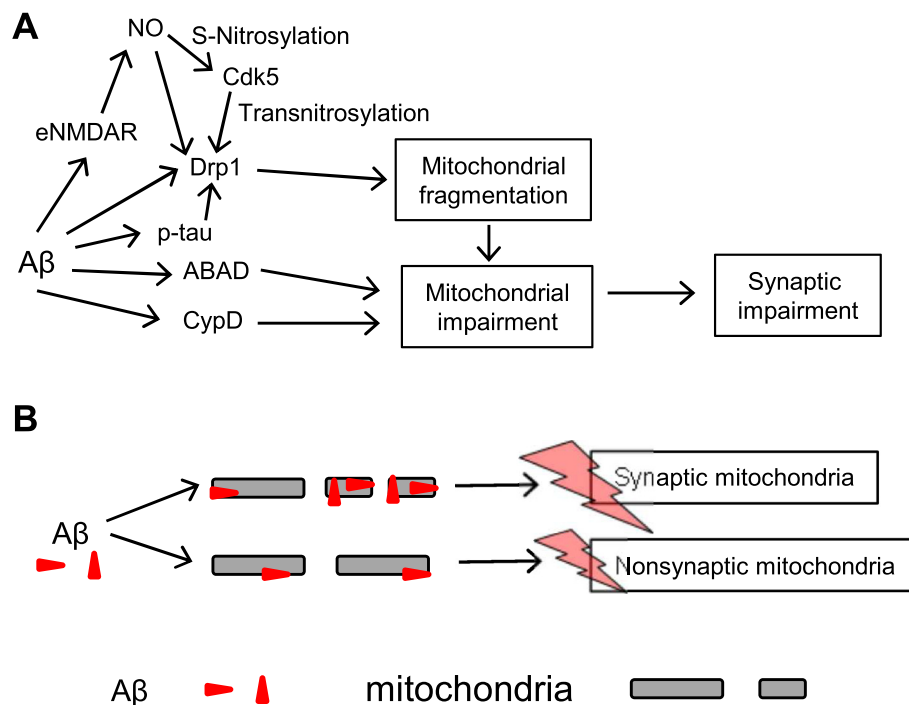 A
NO
S-Nitrosylation
Cdk5
Transnitrosylation
eNMDAR
Drp1
Mitochondrial
fragmentation
p-tau
Aβ
ABAD
CypD
Mitochondrial
impairment
Synaptic
impairment
B
Aβ
Synaptic mitochondria
Nonsynaptic mitochondria
Aβ
mitochondria